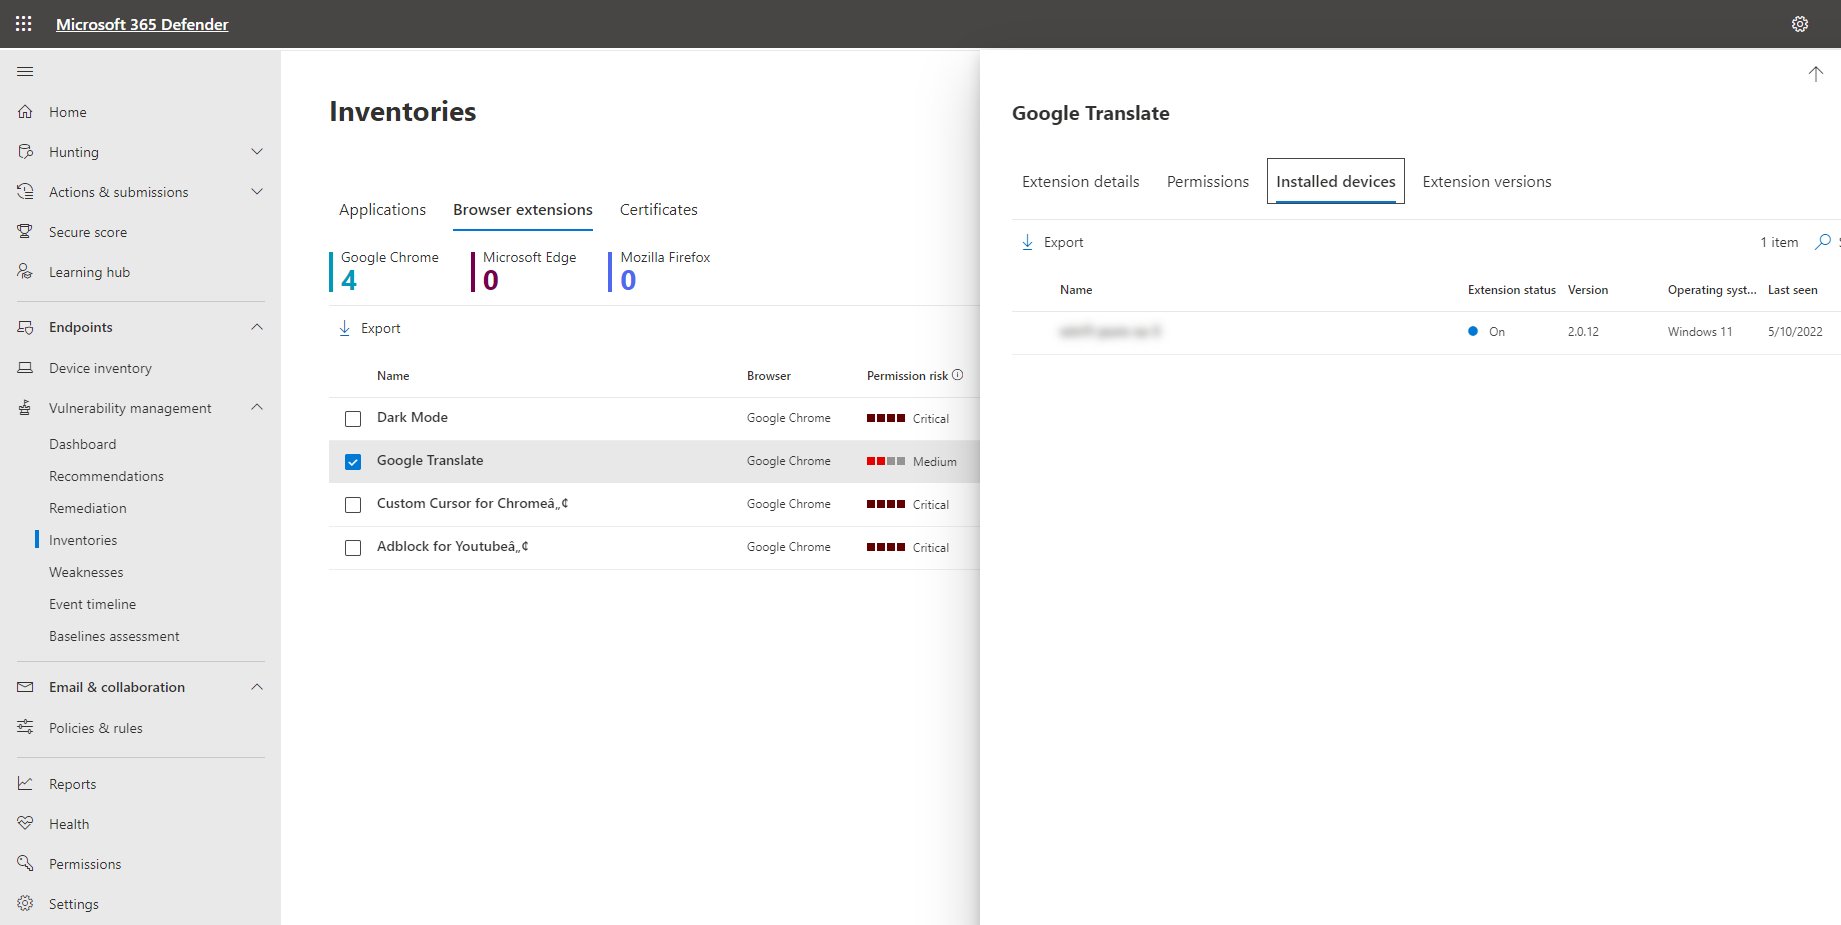 Microsoft 365 Defender
Home
Hunting
Actions & submissions
Secure score
Learning hub
Endpoints
Device inventory
Vulnerability management
Dashboard
Recommendations
Remediation
Inventories
Weaknesses
Event timeline
Baselines assessment
Email & collaboration
Policies & rules
Reports
Health
Permissions
Settings
Inventories
Applications Browser extensions Certificates
Google Chrome Microsoft Edge Mozilla Firefox
4 0 0
Export
Name Browser Permission risk
Dark Mode Google Chrome Critical
Google Translate Google Chrome Medium
Custom Cursor for Chromeâ„¢ Google Chrome Critical
Adblock for Youtubeâ„¢ Google Chrome Critical
Google Translate
Extension details Permissions Installed devices Extension versions
Export 1 item
Name Extension status Version Operating syst... Last seen
On 2.0.12 Windows 11 5/10/2022